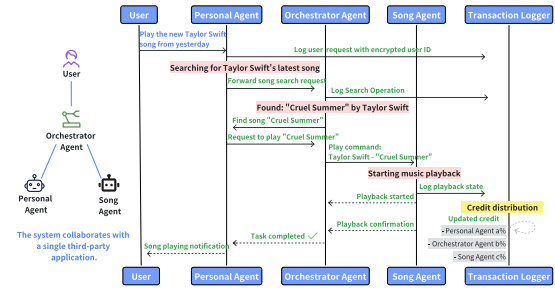 User
Personal Agent
Orchestrator Agent
Song Agent
Transaction Logger
Play the new Taylor Swift
song from yesterday
Log user request with encrypted user ID
Searching for Taylor Swift's latest song
Forward song search request
Log Search Operation
Found: "Cruel Summer" by Taylor Swift
Find song "Cruel Summer"
Request to play "Cruel Summer"
Play command:
Taylor Swift - "Cruel Summer"
Starting music playback
Log playback state
Playback started
Credit distribution
Updated credit
- Personal Agent a%
- Orchestrator Agent b%
- Song Agent c%
Playback confirmation
Task completed ✓
Song playing notification
User
Personal Agent
Orchestrator Agent
Song Agent
Transaction Logger
User
Orchestrator
Agent
Personal
Agent
Song
Agent
The system collaborates with
a single third-party
application.